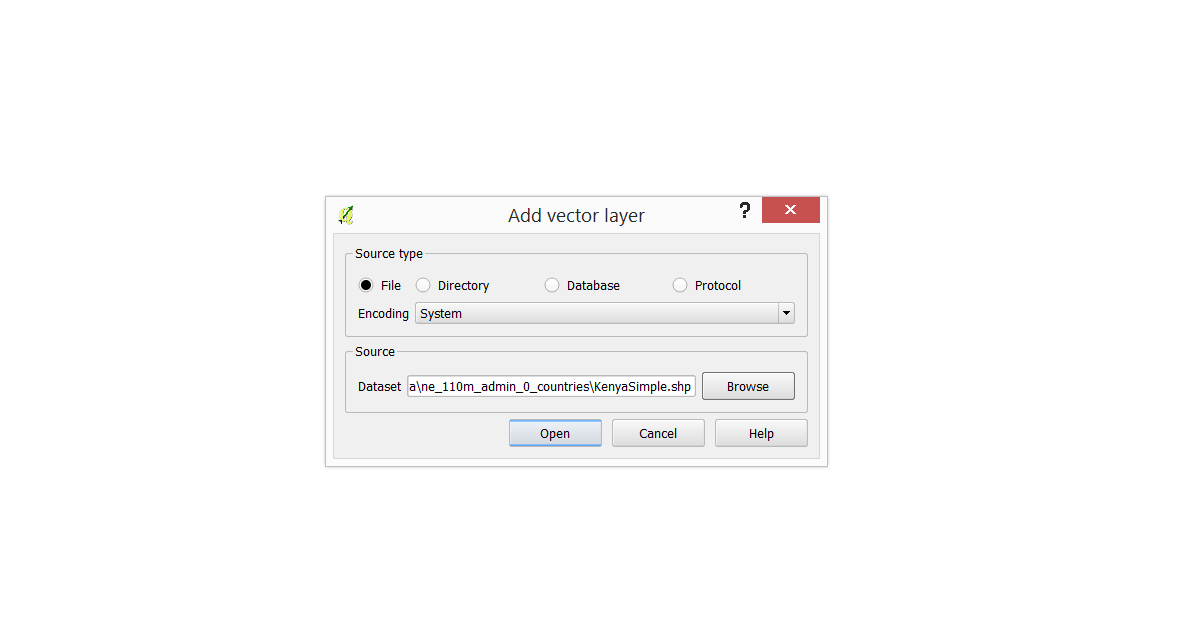 Add vector layer
?
Source type
File Directory Database Protocol
Encoding System
Source
Dataset a\ne_110m_admin_0_countries\KenyaSimple.shp Browse
Open Cancel Help